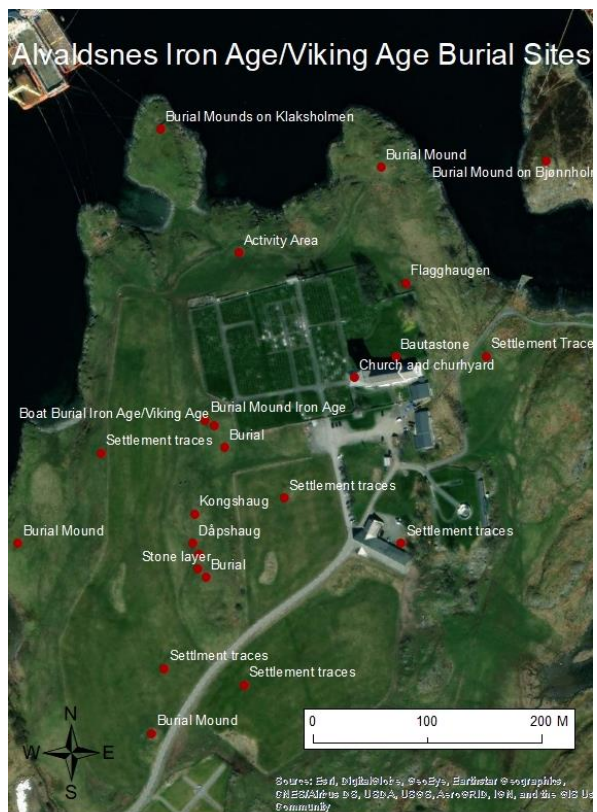 Alvaldsnes Iron Age/Viking Age Burial Sites
Burial Mounds on Klaksholmen
Burial Mound
Burial Mound on Bjønnholm
Activity Area
Flagghaugen
Bautastone
Settlement Trace
Church and churhyard
Boat Burial Iron Age/Viking Age
Burial Mound Iron Age
Burial
Settlement traces
Settlement traces
Kongshaug
Burial Mound
Dåpshaug
Settlement traces
Stone layer
Burial
Settlment traces
Settlement traces
Burial Mound
N
W E
S
0 100 200 M
Source: Esri, DigitalGlobe, GeoEye, Earthstar Geographics,
CNES/Airbus DS, USDA, USGS, AeroGRID, IGN, and the GIS Us
Community